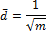 d̄ = 1/√m